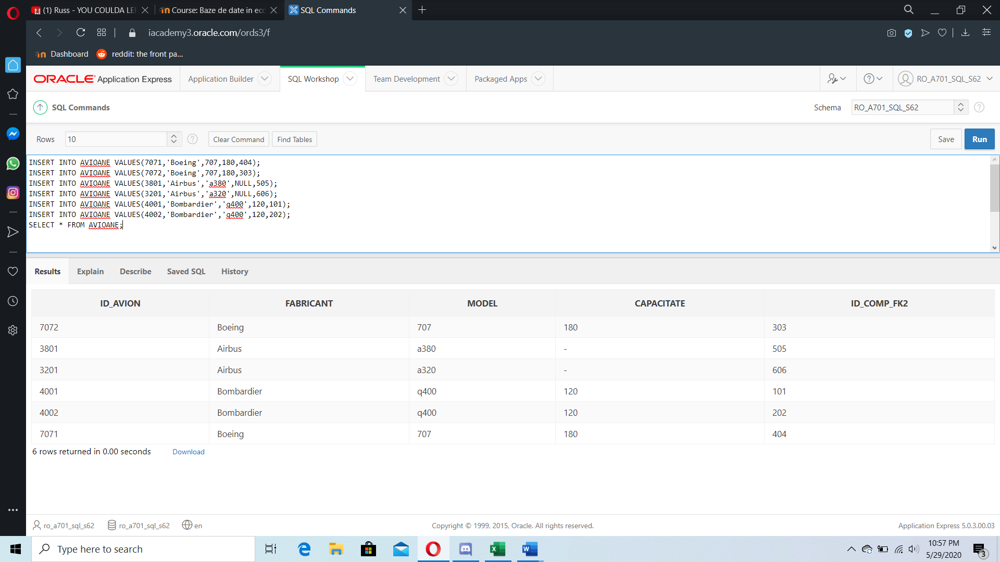 (1) Russ - YOU COULDA LE
Course: Baze de date in ec
SQL Commands
iacademy3.oracle.com/ords3/f
Dashboard
reddit: the front pa...
ORACLE Application Express
Application Builder
SQL Workshop
Team Development
Packaged Apps
RO_A701_SQL_S62
SQL Commands
Schema
RO_A701_SQL_S62
Rows
10
Clear Command
Find Tables
Save
Run
INSERT INTO AVIOANE VALUES(7071,'Boeing',707,180,404);
INSERT INTO AVIOANE VALUES(7072,'Boeing',707,180,303);
INSERT INTO AVIOANE VALUES(3801,'Airbus','a380',NULL,505);
INSERT INTO AVIOANE VALUES(3201,'Airbus','a320',NULL,606);
INSERT INTO AVIOANE VALUES(4001,'Bombardier','q400',120,101);
INSERT INTO AVIOANE VALUES(4002,'Bombardier','q400',120,202);
SELECT * FROM AVIOANE;
Results Explain Describe Saved SQL History
ID_AVION FABRICANT MODEL CAPACITATE ID_COMP_FK2
7072 Boeing 707 180 303
3801 Airbus a380 - 505
3201 Airbus a320 - 606
4001 Bombardier q400 120 101
4002 Bombardier q400 120 202
7071 Boeing 707 180 404
6 rows returned in 0.00 seconds Download
ro_a701_sql_s62 ro_a701_sql_s62 en
Copyright © 1999, 2015, Oracle. All rights reserved.
Application Express 5.0.3.00.03
Type here to search
10:57 PM
5/29/2020
3